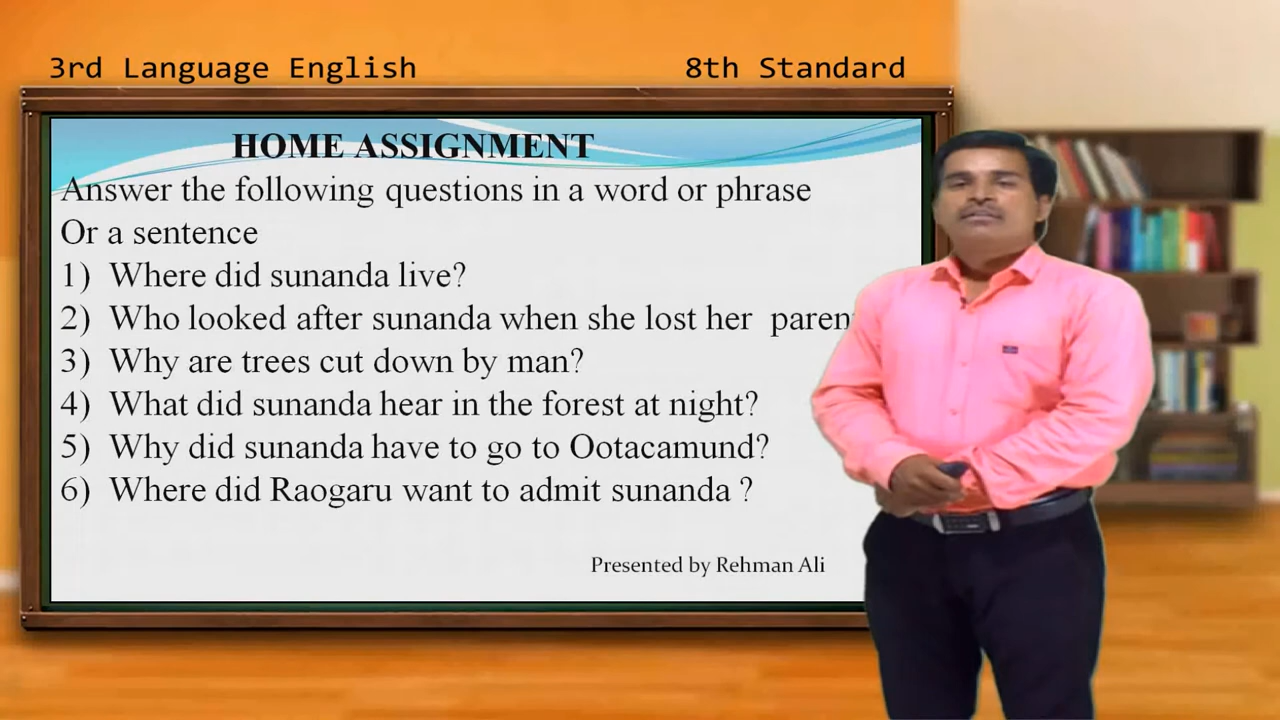 3rd Language English 8th Standard
HOME ASSIGNMENT
Answer the following questions in a word or phrase
Or a sentence
1) Where did sunanda live?
2) Who looked after sunanda when she lost her paren
3) Why are trees cut down by man?
4) What did sunanda hear in the forest at night?
5) Why did sunanda have to go to Ootacamund?
6) Where did Raogaru want to admit sunanda ?
Presented by Rehman Ali